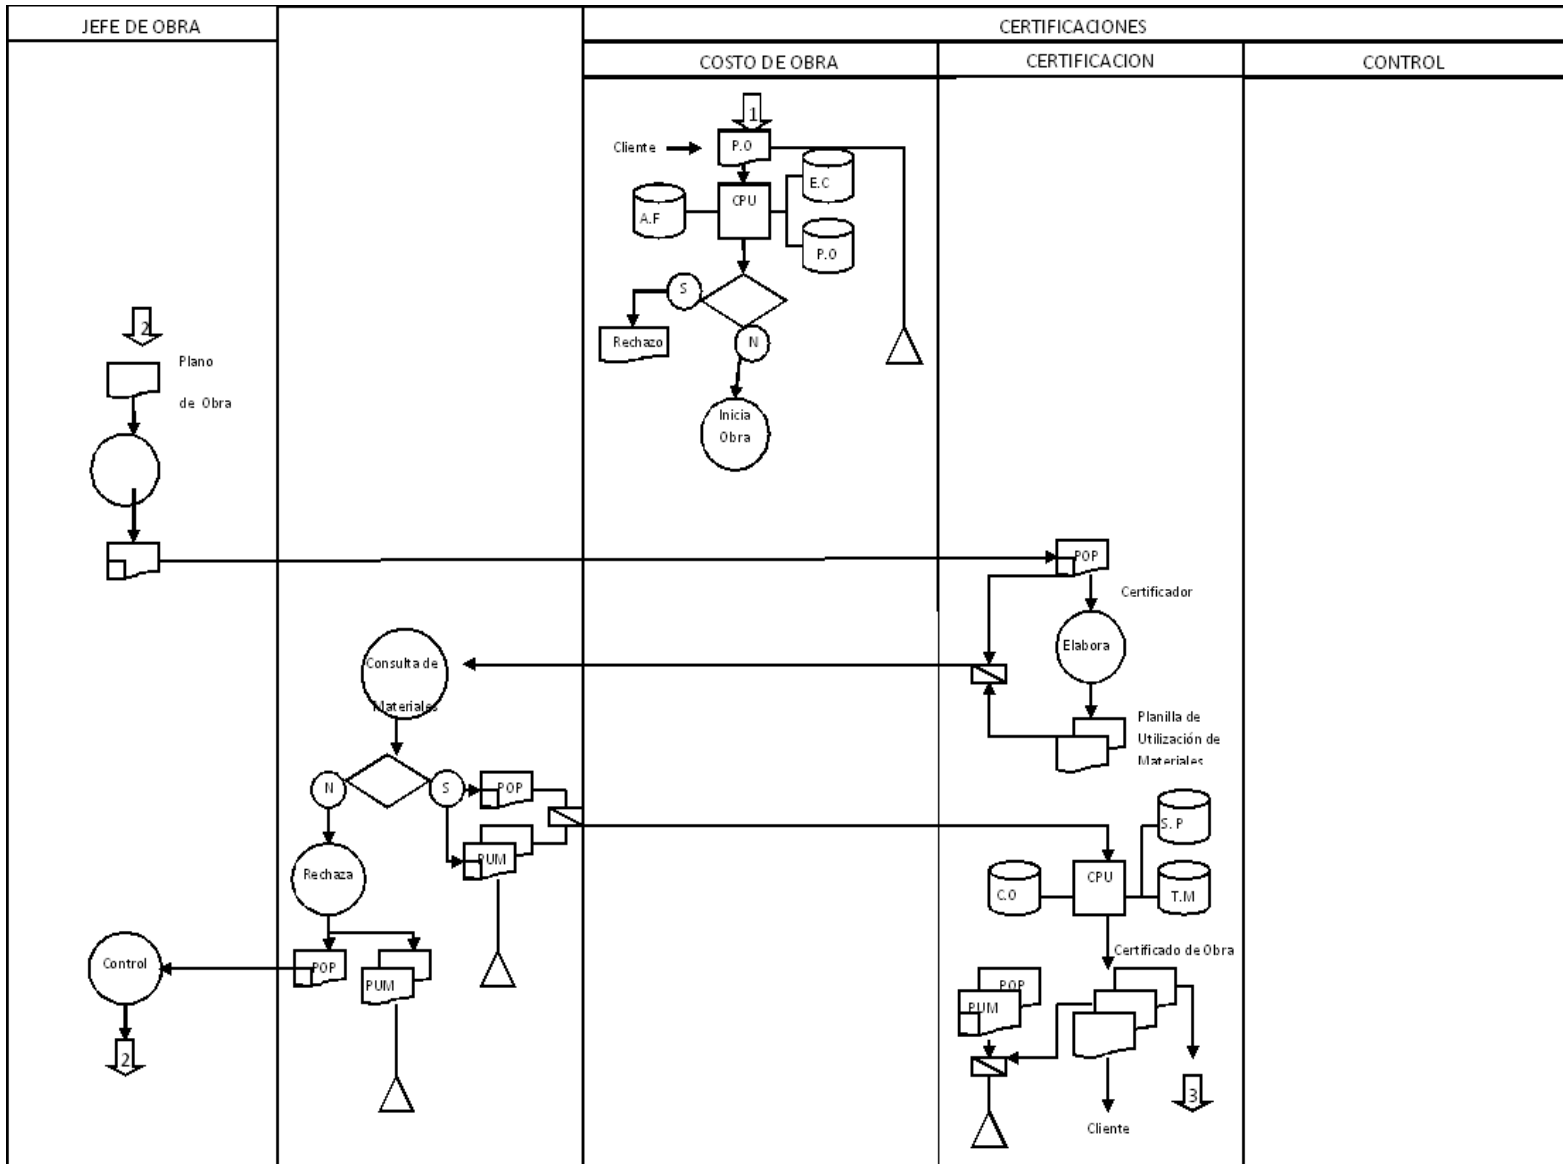 JEFE DE OBRA
CERTIFICACIONES
COSTO DE OBRA
CERTIFICACION
CONTROL
1
Cliente
P.O
E.C
CPU
A.F
P.O
S
Rechazo
N
Inicia
Obra
2
Plano
de Obra
POP
Certificador
Elabora
Consulta de
Materiales
Planilla de
Utilización de
Materiales
N
S
POP
PUM
S. P
CPU
C.O
T.M
Rechaza
Control
POP
PUM
Certificado de Obra
POP
PUM
2
3
Cliente